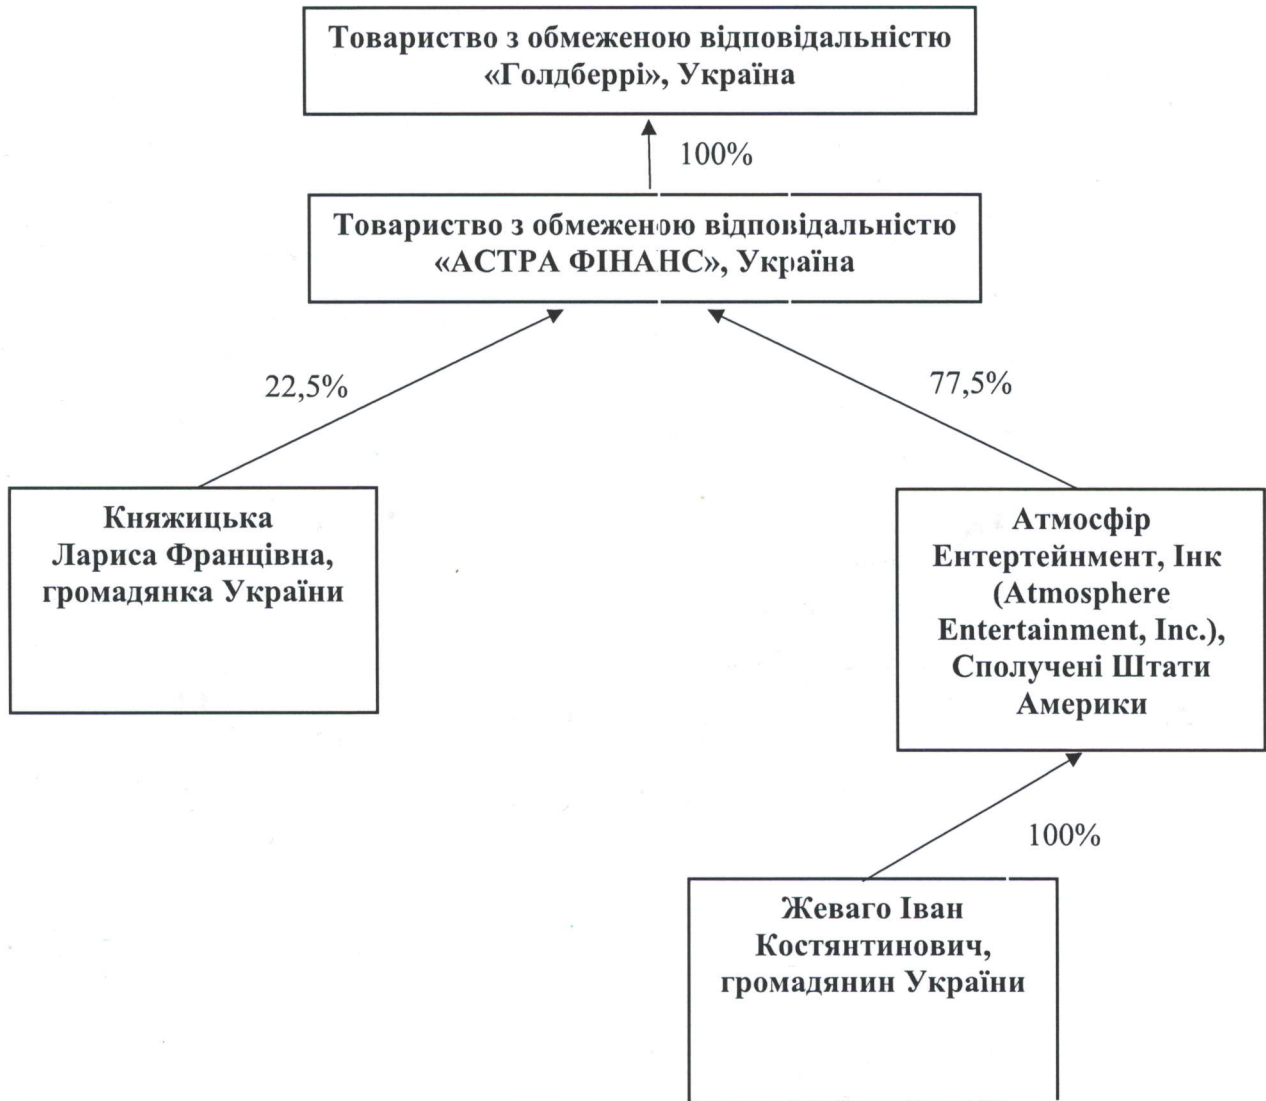 Товариство з обмеженою відповідальністю
«Голдберрі», Україна
100%
Товариство з обмеженою відповідальністю
«АСТРА ФІНАНС», Україна
22,5%
77,5%
Княжицька
Лариса Францівна,
громадянка України
Атмосфір
Ентертейнмент, Інк
(Atmosphere
Entertainment, Inc.),
Сполучені Штати
Америки
100%
Жеваго Іван
Костянтинович,
громадянин України